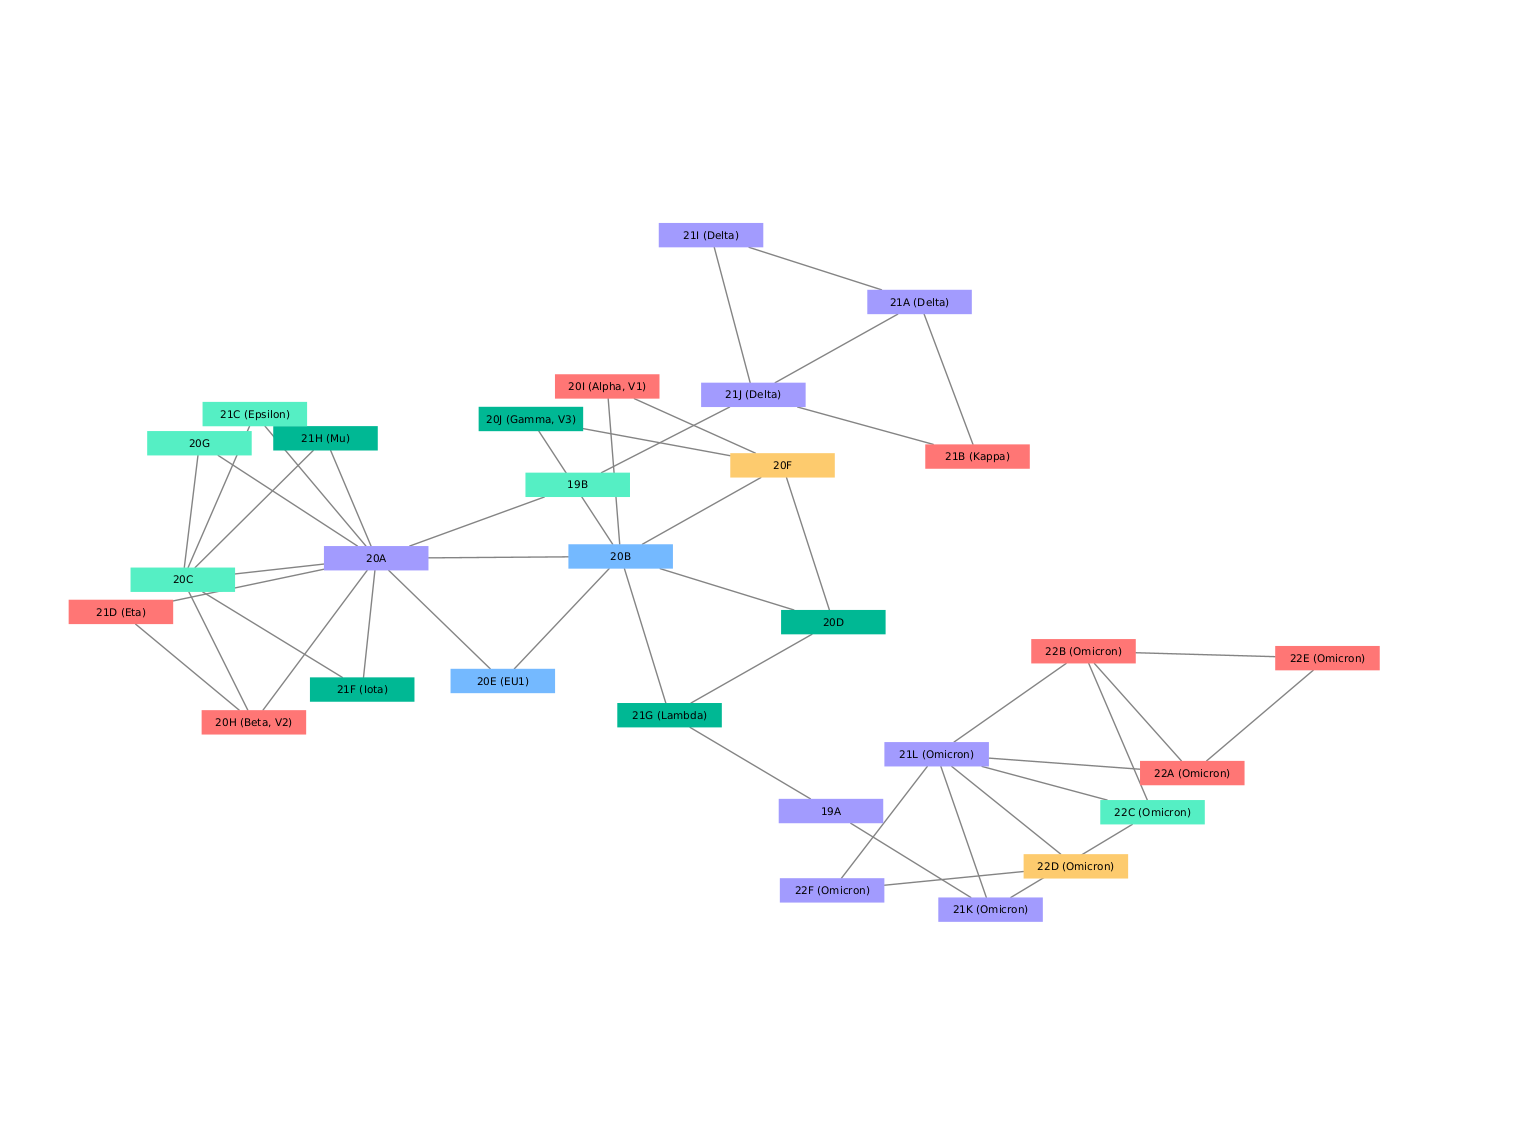 21I (Delta)
21A (Delta)
20I (Alpha, V1)
21J (Delta)
21C (Epsilon)
20J (Gamma, V3)
21H (Mu)
20G
21B (Kappa)
20F
19B
20A
20B
20C
21D (Eta)
20D
22B (Omicron)
22E (Omicron)
20E (EU1)
21F (Iota)
21G (Lambda)
20H (Beta, V2)
21L (Omicron)
22A (Omicron)
19A
22C (Omicron)
22D (Omicron)
22F (Omicron)
21K (Omicron)